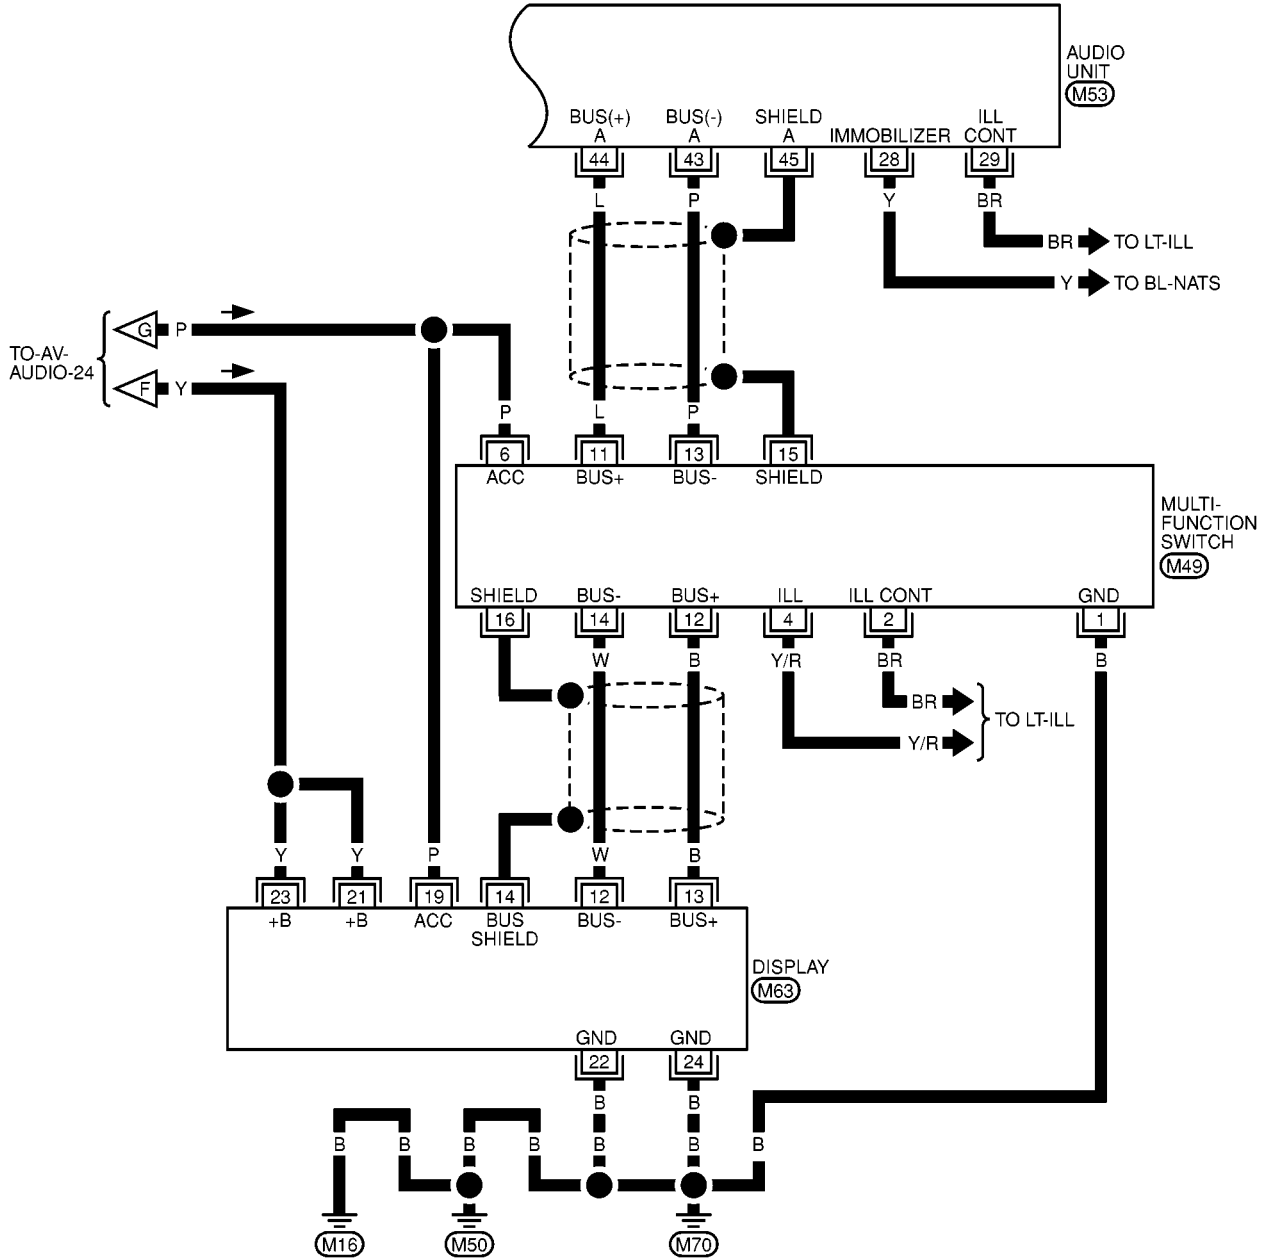 AUDIO
UNIT
M53
BUS(+) BUS(-) SHIELD ILL
A A A IMMOBILIZER CONT
44 43 45 28 29
L P Y BR
BR TO LT-ILL
Y TO BL-NATS
G P
TO-AV-
AUDIO-24
F Y
P L P
6 11 13 15
ACC BUS+ BUS- SHIELD
MULTI-
FUNCTION
SWITCH
M49
SHIELD BUS- BUS+ ILL ILL CONT GND
16 14 12 4 2 1
W B Y/R BR B
BR
TO LT-ILL
Y/R
Y Y P W B
23 21 19 14 12 13
+B +B ACC BUS BUS- BUS+
SHIELD
DISPLAY
M63
GND GND
22 24
B B
B B B B B B B
M16 M50 M70